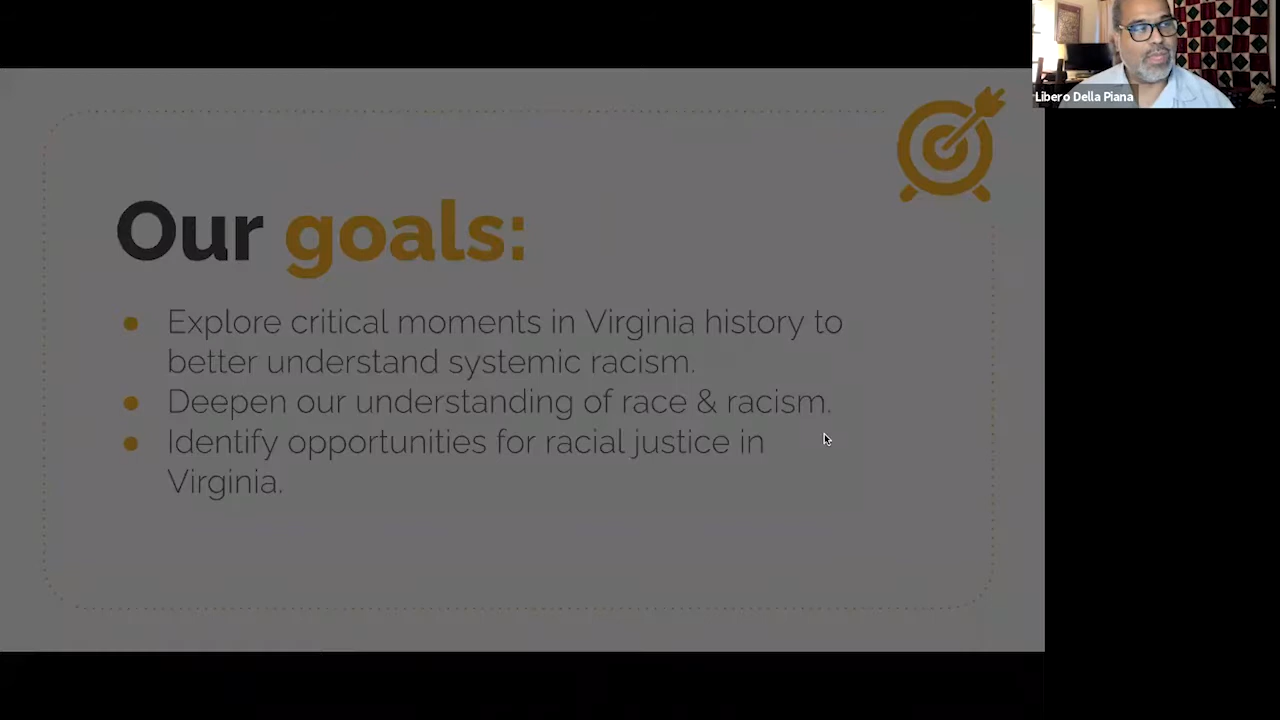 Libero Della Piana
Our goals:
● Explore critical moments in Virginia history to
better understand systemic racism.
● Deepen our understanding of race & racism.
● Identify opportunities for racial justice in
Virginia.